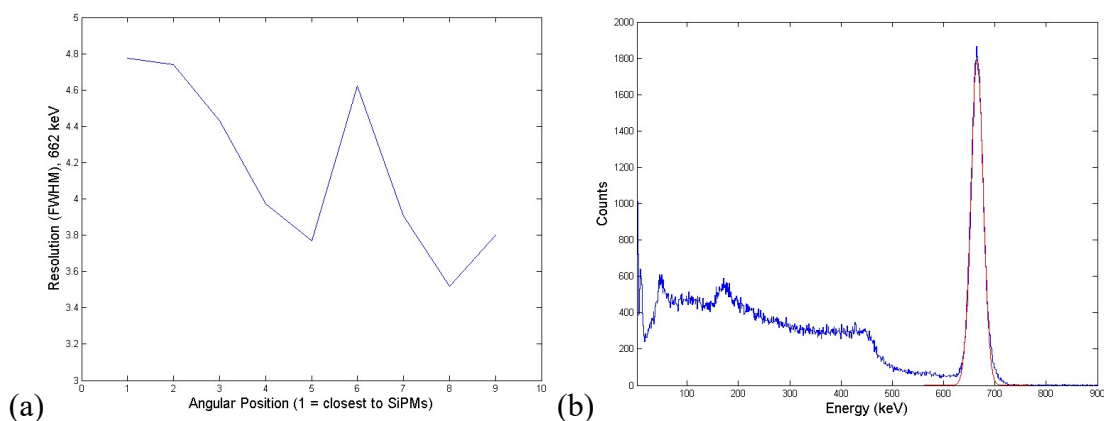 5
4.8
4.6
4.4
4.2
4
3.8
3.6
3.4
3.2
3
0 1 2 3 4 5 6 7 8 9 10
Resolution (FWHM), 662 keV
Angular Position (1 = closest to SiPMs)
(a)
2000
1800
1600
1400
1200
1000
800
600
400
200
0
100 200 300 400 500 600 700 800 900
Counts
Energy (keV)
(b)